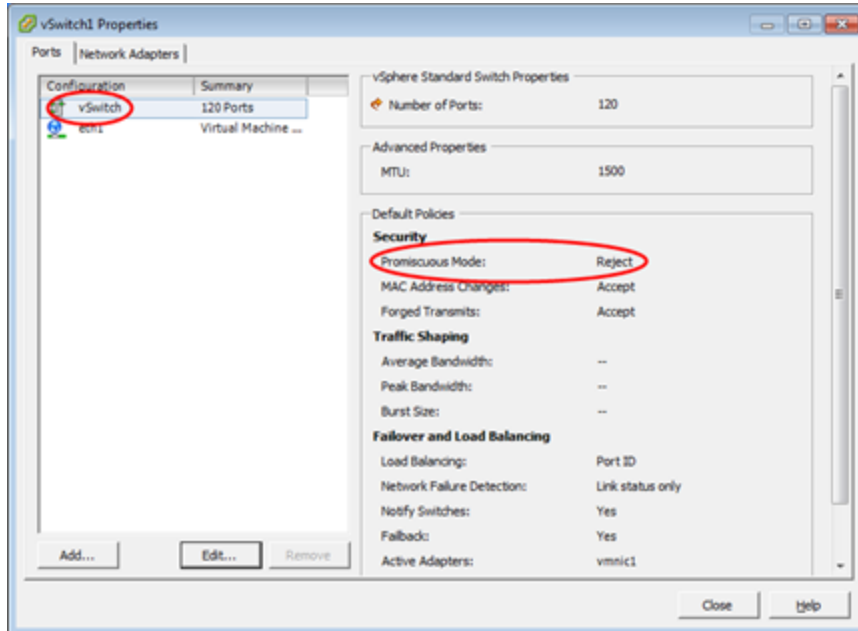 vSwitch1 Properties
Ports Network Adapters
Configuration Summary
vSwitch 120 Ports
eth1 Virtual Machine ...
vSphere Standard Switch Properties
Number of Ports: 120
Advanced Properties
MTU: 1500
Default Policies
Security
Promiscuous Mode: Reject
MAC Address Changes: Accept
Forged Transmits: Accept
Traffic Shaping
Average Bandwidth: --
Peak Bandwidth: --
Burst Size: --
Failover and Load Balancing
Load Balancing: Port ID
Network Failure Detection: Link status only
Notify Switches: Yes
Failback: Yes
Active Adapters: vmnic1
Add... Edit... Remove
Close Help